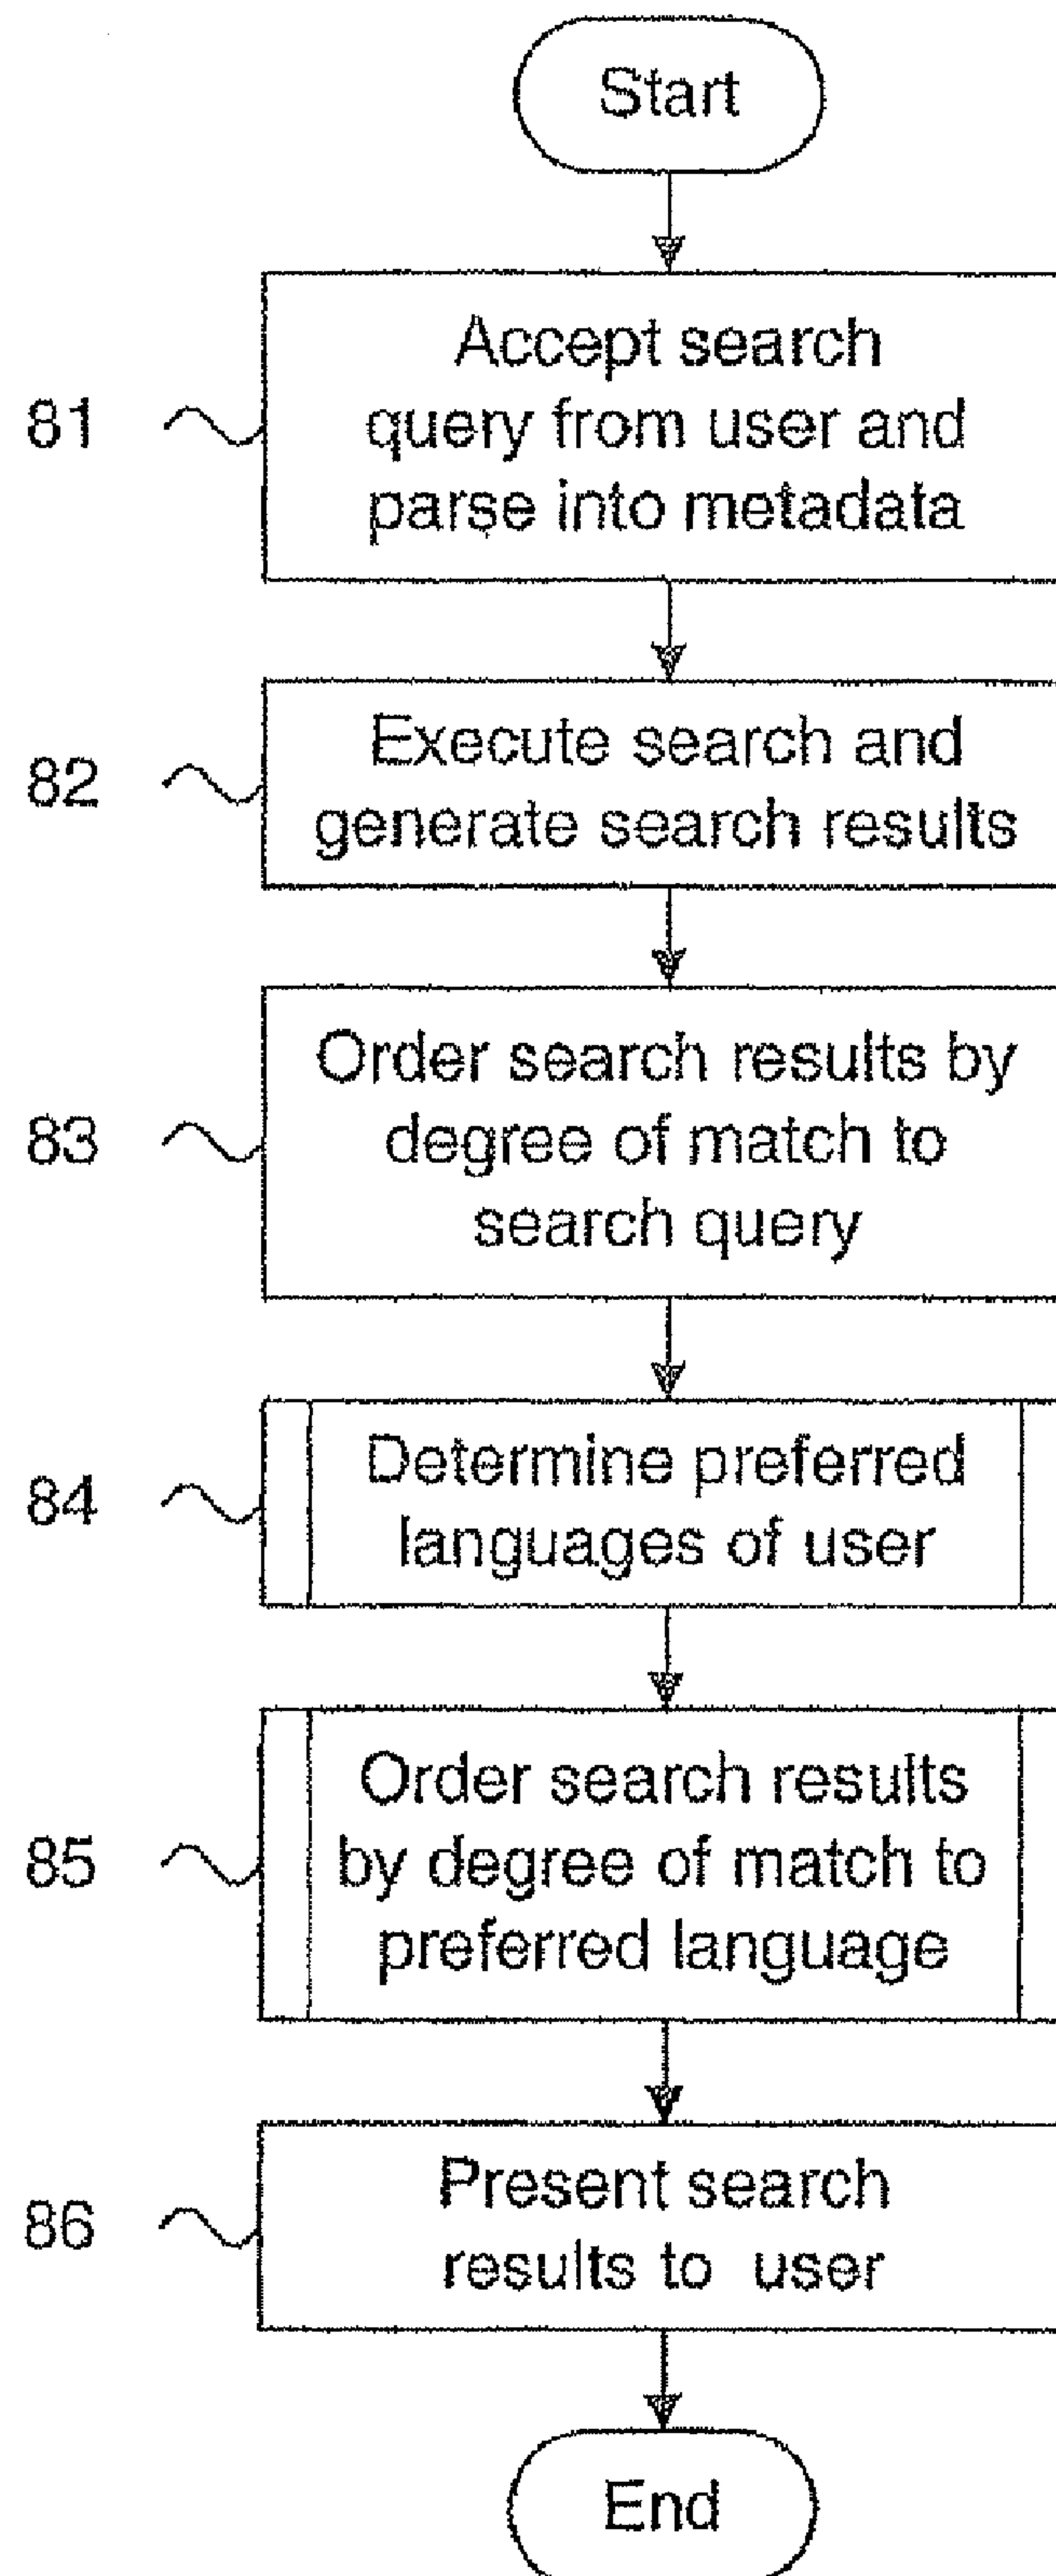 Start
81
Accept search
query from user and
parse into metadata
82
Execute search and
generate search results
83
Order search results by
degree of match to
search query
84
Determine preferred
languages of user
85
Order search results
by degree of match to
preferred language
86
Present search
results to user
End